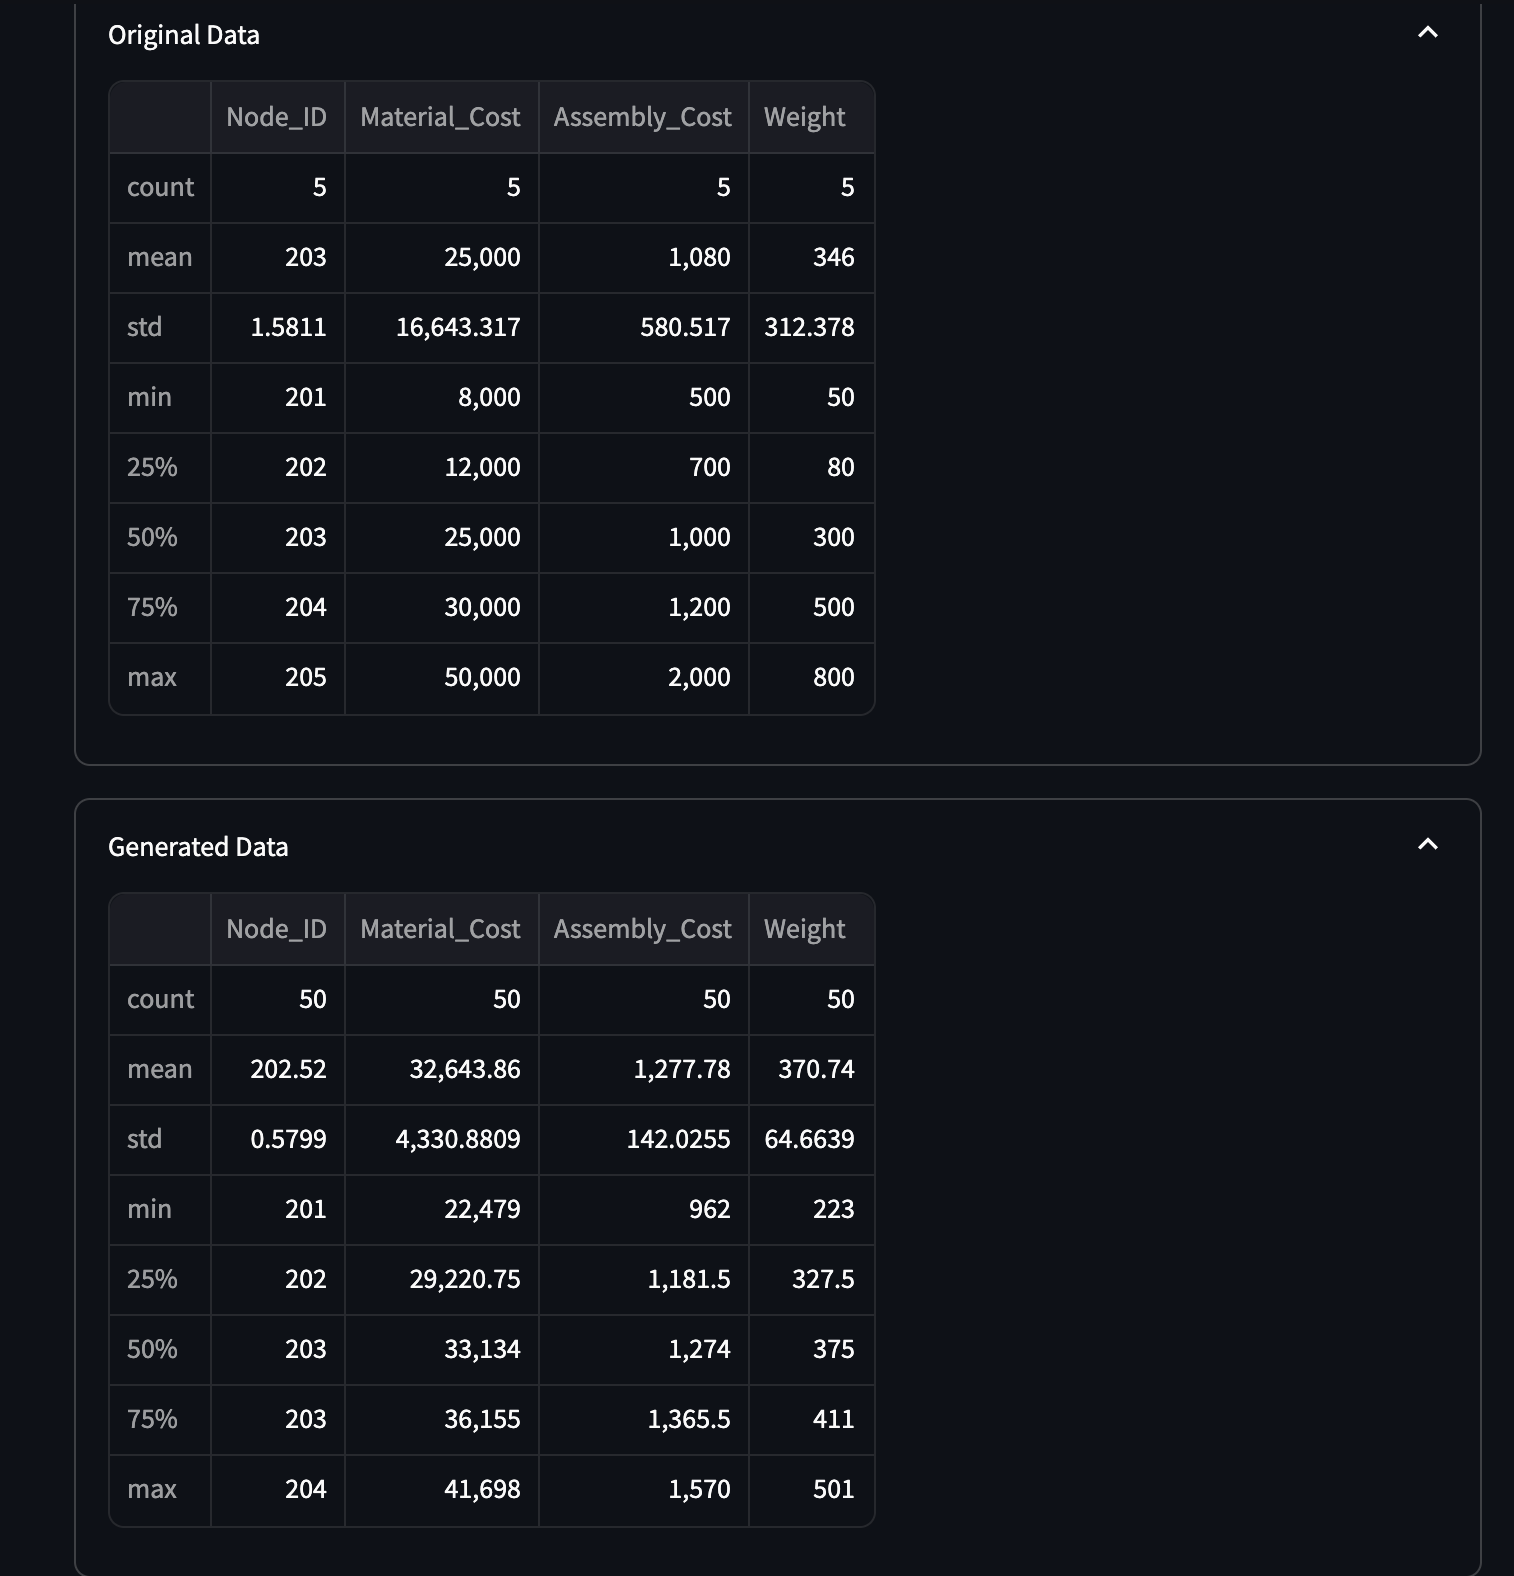 Original Data
Node_ID Material_Cost Assembly_Cost Weight
count 5 5 5 5
mean 203 25,000 1,080 346
std 1.5811 16,643.317 580.517 312.378
min 201 8,000 500 50
25% 202 12,000 700 80
50% 203 25,000 1,000 300
75% 204 30,000 1,200 500
max 205 50,000 2,000 800
Generated Data
Node_ID Material_Cost Assembly_Cost Weight
count 50 50 50 50
mean 202.52 32,643.86 1,277.78 370.74
std 0.5799 4,330.8809 142.0255 64.6639
min 201 22,479 962 223
25% 202 29,220.75 1,181.5 327.5
50% 203 33,134 1,274 375
75% 203 36,155 1,365.5 411
max 204 41,698 1,570 501